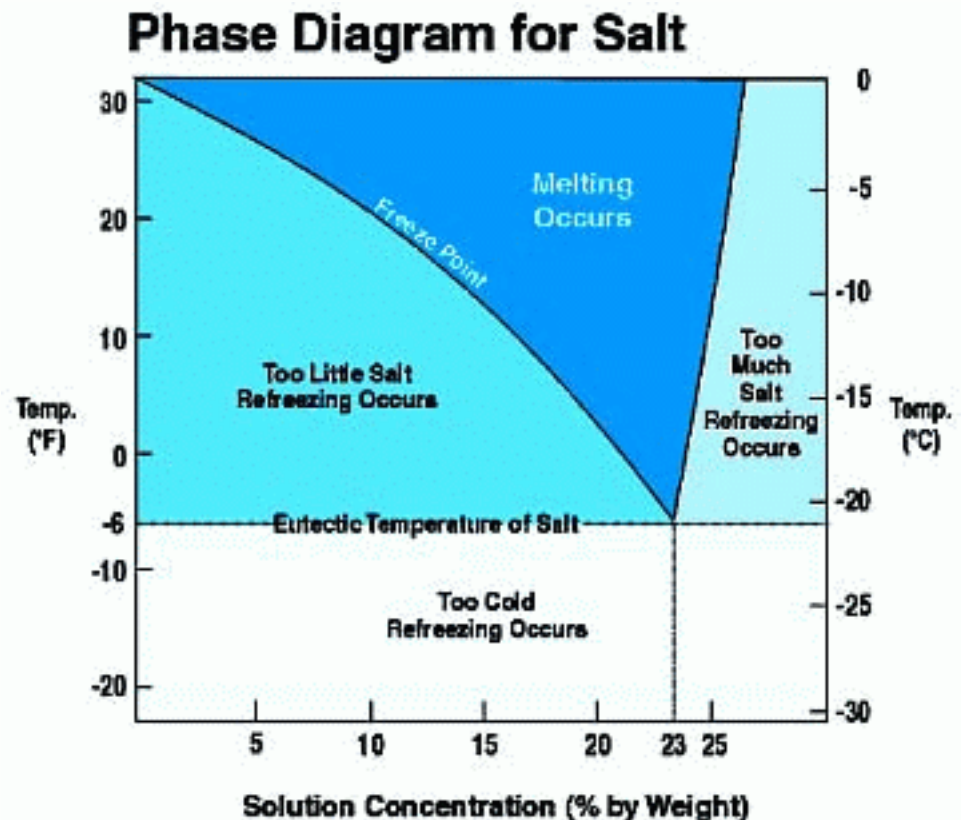 Phase Diagram for Salt
30
20
10
0
-6
-10
-20
Temp.
(°F)
Melting
Occurs
Freeze Point
Too Little Salt
Refreezing Occurs
Too
Much
Salt
Refreezing
Occurs
Eutectic Temperature of Salt
Too Cold
Refreezing Occurs
0
-5
-10
-15
-20
-25
-30
Temp.
(°C)
5 10 15 20 23 25
Solution Concentration (% by Weight)